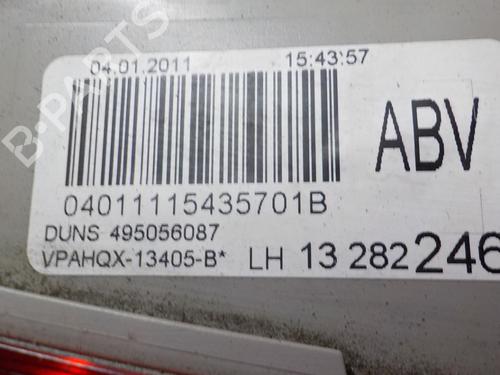 B-PARTS
04.01.2011 15:43:57
ABV
04011115435701B
DUNS 495056087
VPAHQX-13405-B* LH 13 282 246